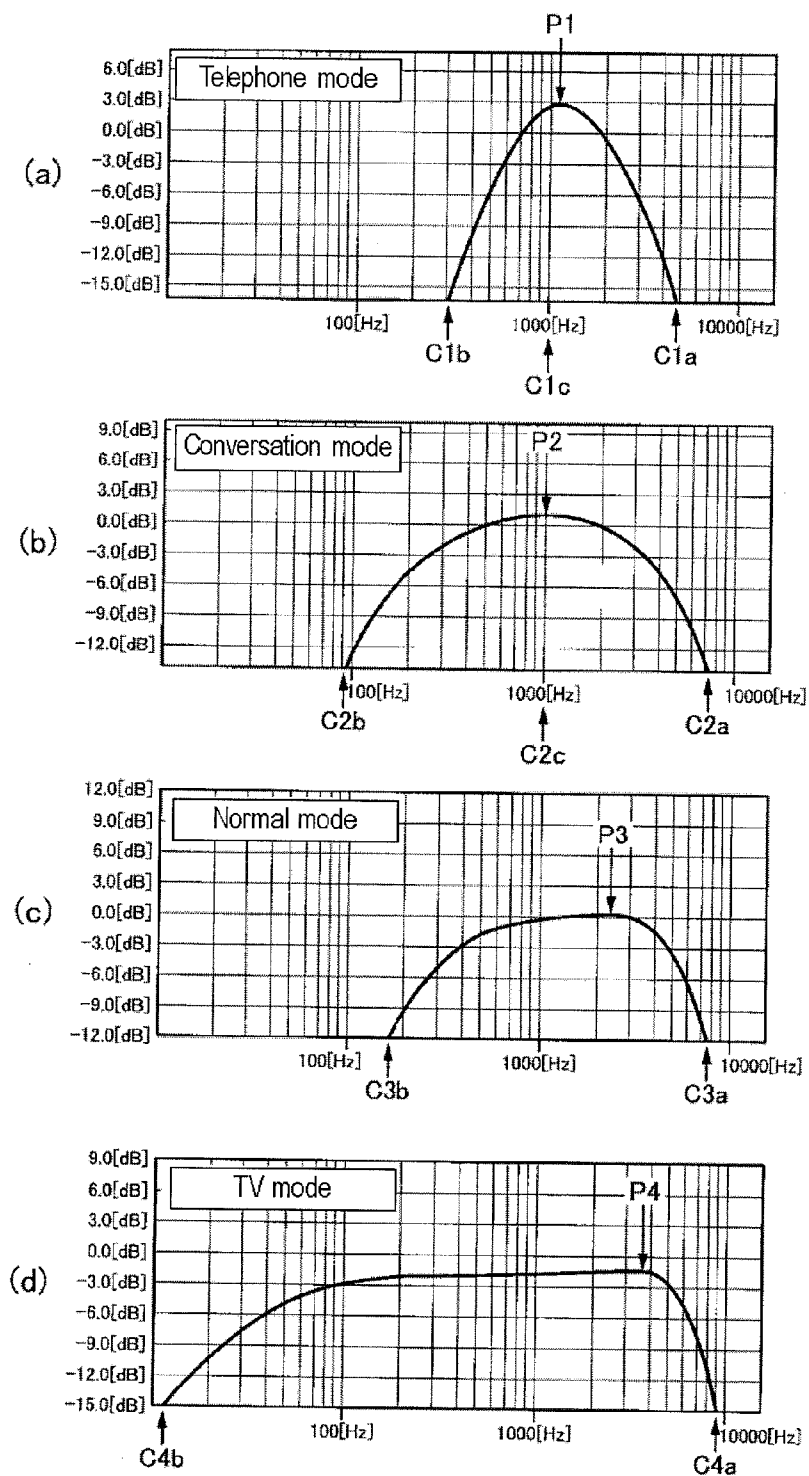 P1
6.0[dB]
Telephone mode
3.0[dB]
0.0[dB]
(a)
-3.0[dB]
-6.0[dB]
-9.0[dB]
-12.0[dB]
-15.0[dB]
100[Hz] 1000[Hz] 10000[Hz]
C1b C1a
C1c
9.0[dB]
Conversation mode P2
6.0[dB]
3.0[dB]
0.0[dB]
(b)
-3.0[dB]
-6.0[dB]
-9.0[dB]
-12.0[dB]
100[Hz] 1000[Hz] 10000[Hz]
C2b C2a
C2c
12.0[dB]
9.0[dB]
Normal mode
P3
6.0[dB]
3.0[dB]
(c)
0.0[dB]
-3.0[dB]
-6.0[dB]
-9.0[dB]
-12.0[dB]
100[Hz] 1000[Hz] 10000[Hz]
C3b C3a
9.0[dB]
6.0[dB]
TV mode P4
3.0[dB]
0.0[dB]
(d)
-3.0[dB]
-6.0[dB]
-9.0[dB]
-12.0[dB]
-15.0[dB]
100[Hz] 1000[Hz] 10000[Hz]
C4b C4a